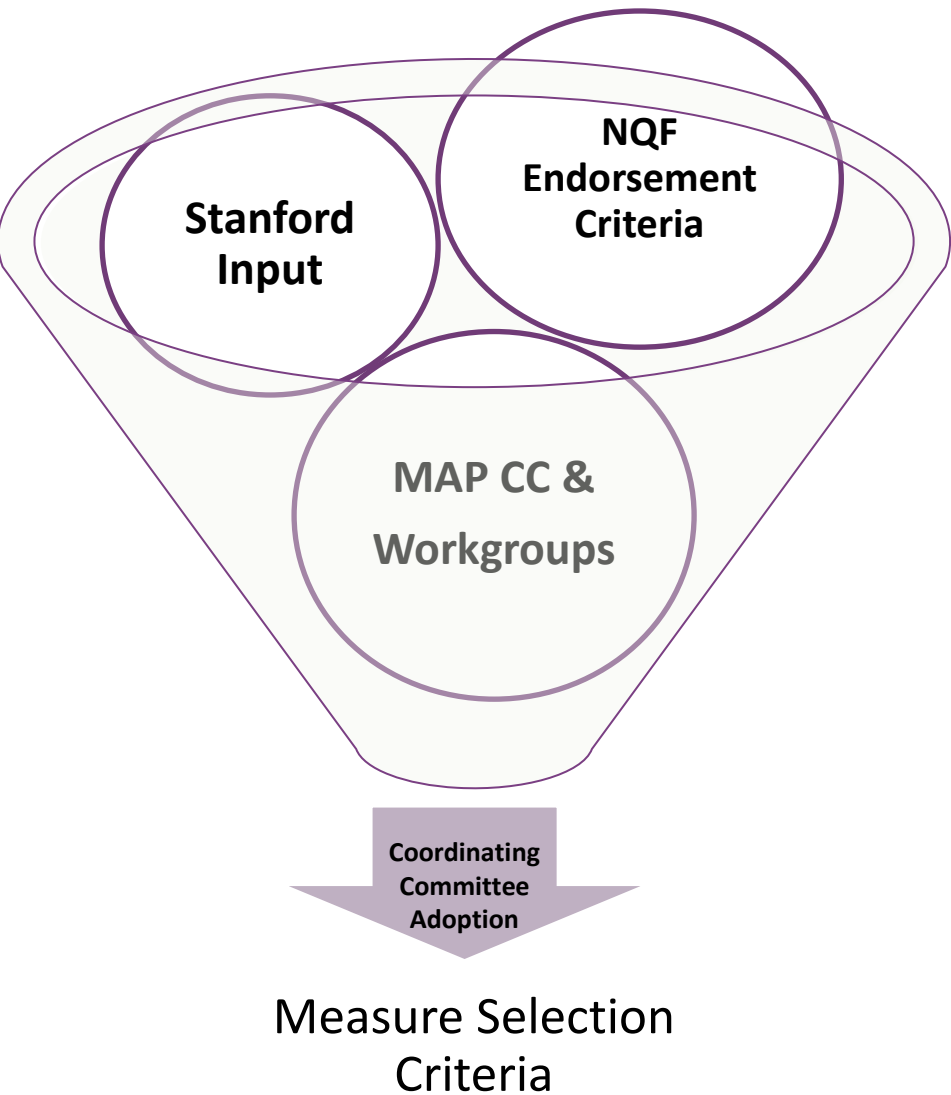 NQF
Endorsement
Criteria
Stanford
Input
MAP CC &
Workgroups
Coordinating
Committee
Adoption
Measure Selection
Criteria